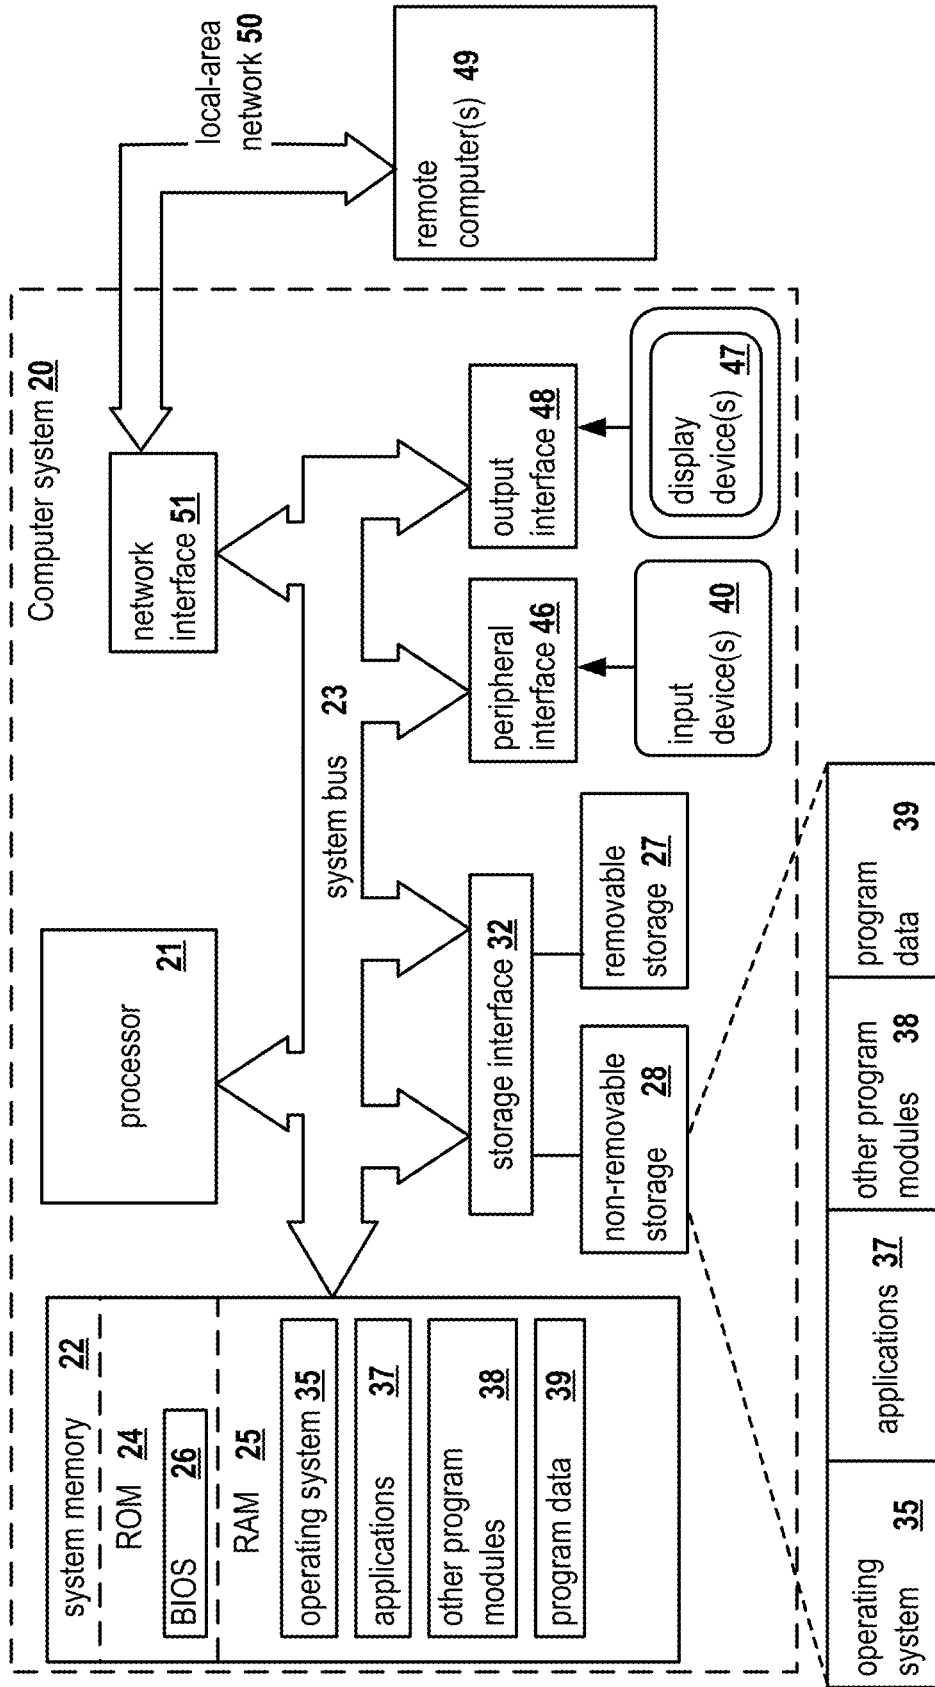 Computer system 20
system memory 22
ROM 24
BIOS 26
RAM 25
operating system 35
applications 37
other program
modules 38
program data 39
processor
21
network
interface 51
local-area
network 50
system bus 23
storage interface 32
non-removable
storage 28
removable
storage 27
peripheral
interface 46
output
interface 48
input
device(s) 40
display
device(s) 47
remote
computer(s) 49
operating
system 35
applications 37
other program
modules 38
program
data 39